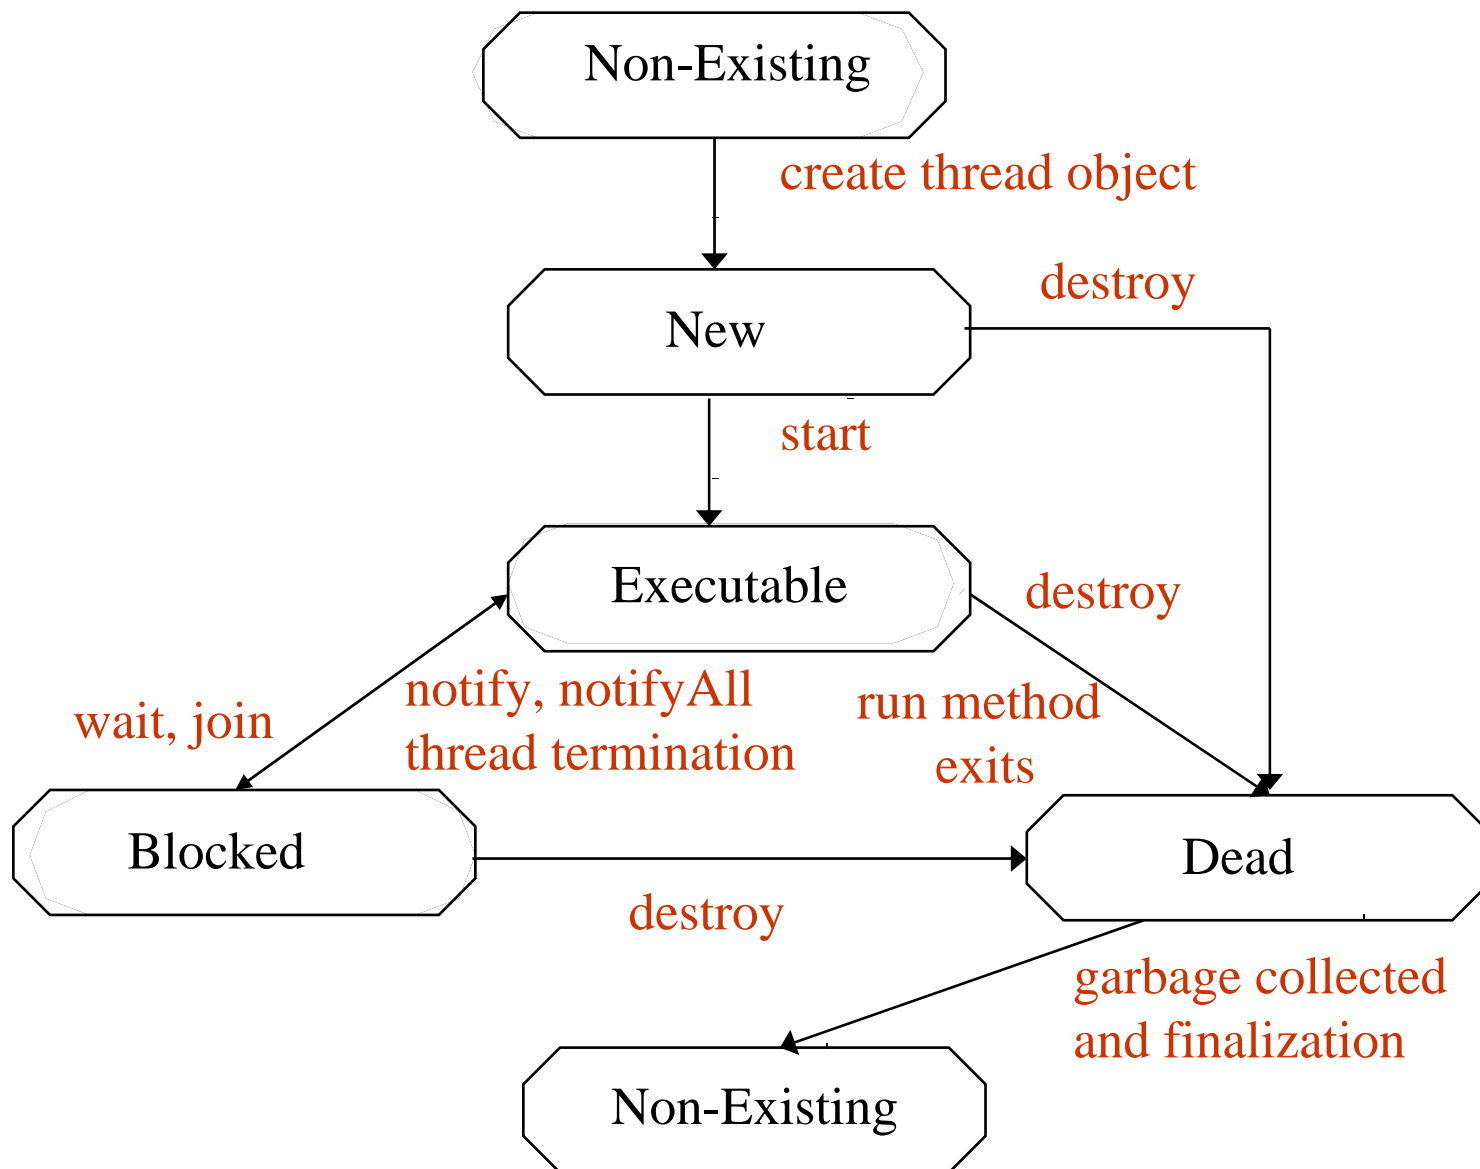 Non-Existing
create thread object
destroy
New
start
Executable
destroy
notify, notifyAll
thread termination
wait, join
run method
exits
Blocked
Dead
destroy
garbage collected
and finalization
Non-Existing